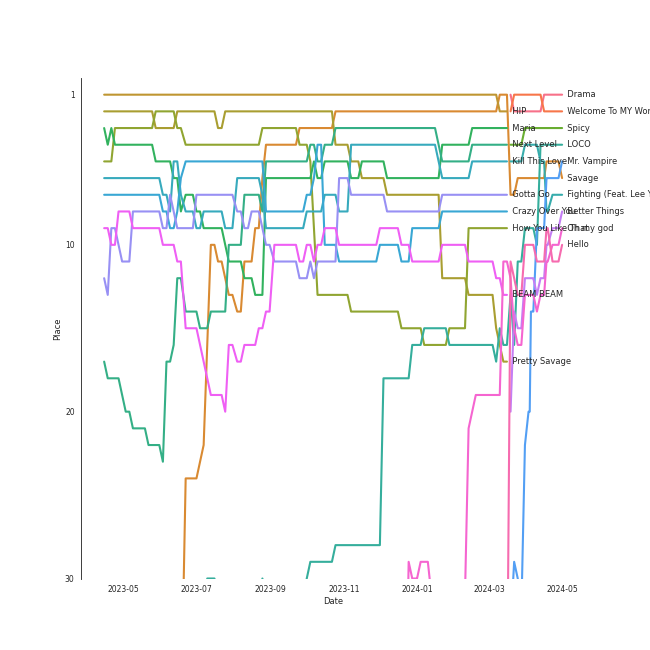 1
10
20
30
Place
2023-05
2023-07
2023-09
2023-11
2024-01
2024-03
2024-05
Date
HIP
Maria
Next Level
Kill This Love
Gotta Go
Crazy Over You
How You Like That
BEAM BEAM
Pretty Savage
Drama
Welcome To MY Wor
Spicy
LOCO
Mr. Vampire
Savage
Fighting (Feat. Lee Y
Better Things
Oh my god
Hello